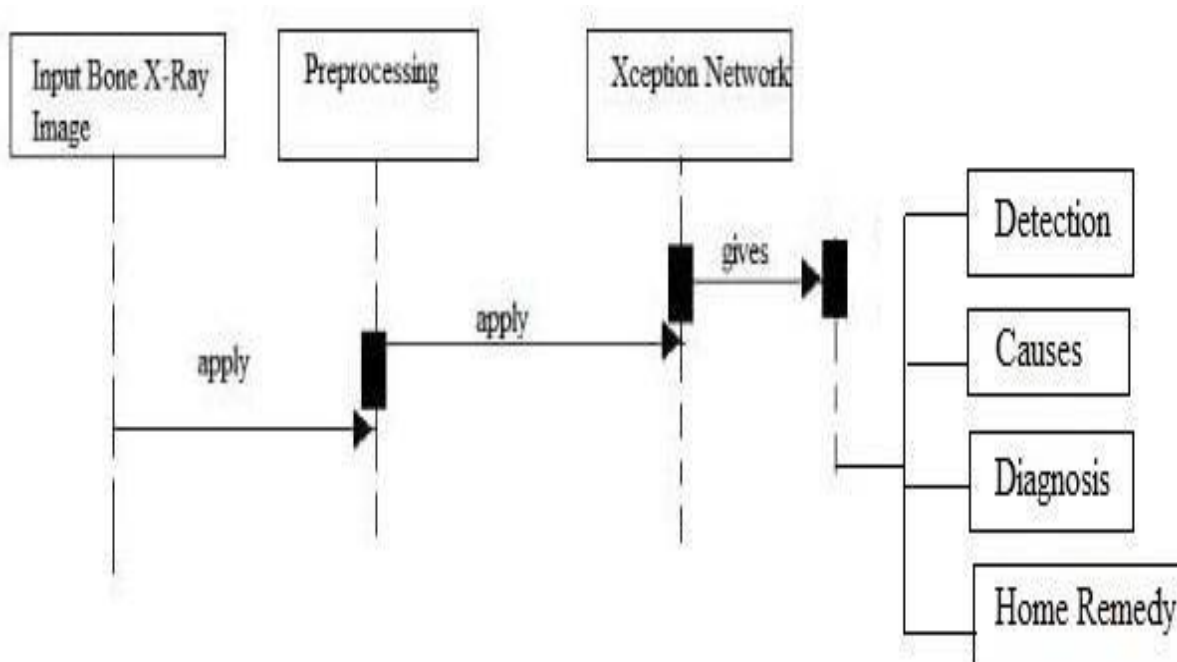 Input Bone X-Ray
Image
Preprocessing
Xception Network
apply
apply
gives
Detection
Causes
Diagnosis
Home Remedy